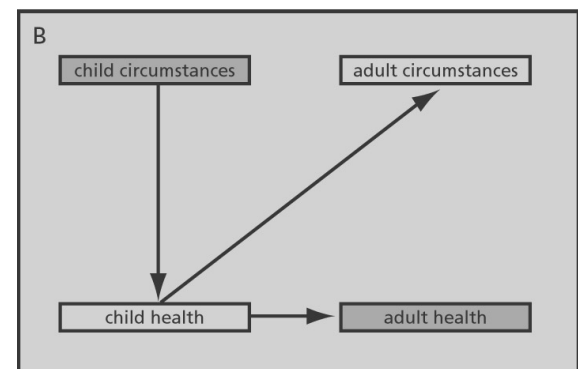 B
child circumstances
adult circumstances
child health
adult health